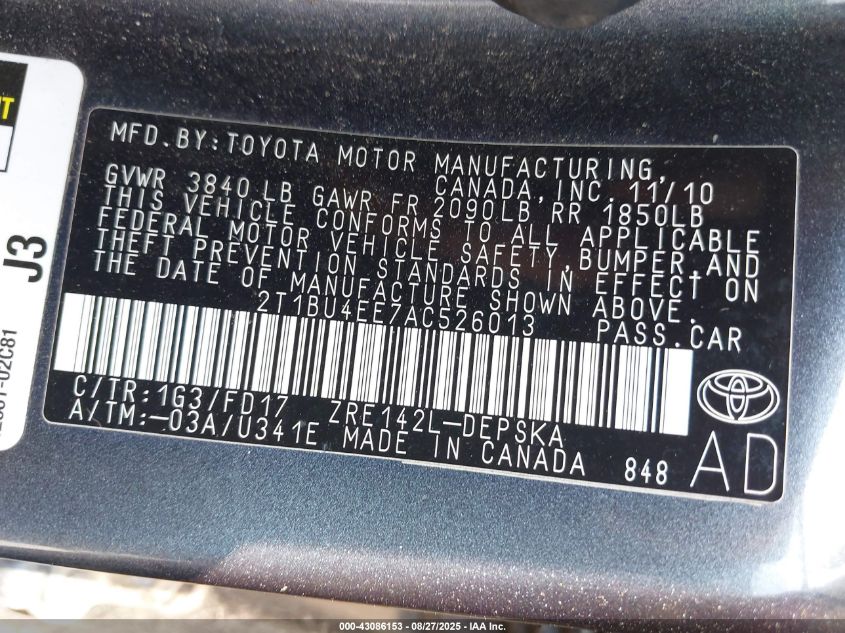 MFD.BY:TOYOTA MOTOR MANUFACTURING,
CANADA,INC. 11/10
GVWR 3840 LB GAWR FR 2090LB RR 1850LB
THIS VEHICLE CONFORMS TO ALL APPLICABLE
FEDERAL MOTOR VEHICLE SAFETY,BUMPER,AND
THEFT PREVENTION STANDARDS IN EFFECT ON
THE DATE OF MANUFACTURE SHOWN ABOVE.
2T1BU4EE7AC526013 PASS.CAR
C/TR:1G3/FD17 ZRE142L-DEPSKA
A/TM:-03A/U341E MADE IN CANADA 848 AD
J3
000-43086153 - 08/27/2025 - IAA Inc.